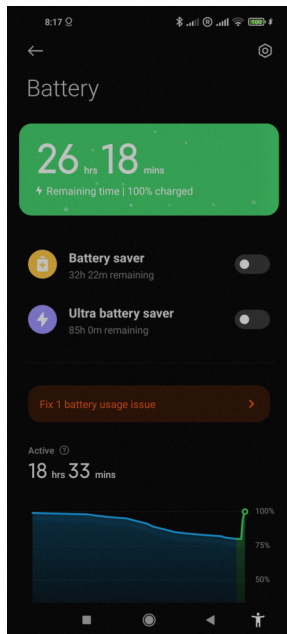 8:17
100
Battery
26 hrs 18 mins
Remaining time | 100% charged
Battery saver
32h 22m remaining
Ultra battery saver
85h 0m remaining
Fix 1 battery usage issue
Active
18 hrs 33 mins
100%
75%
50%